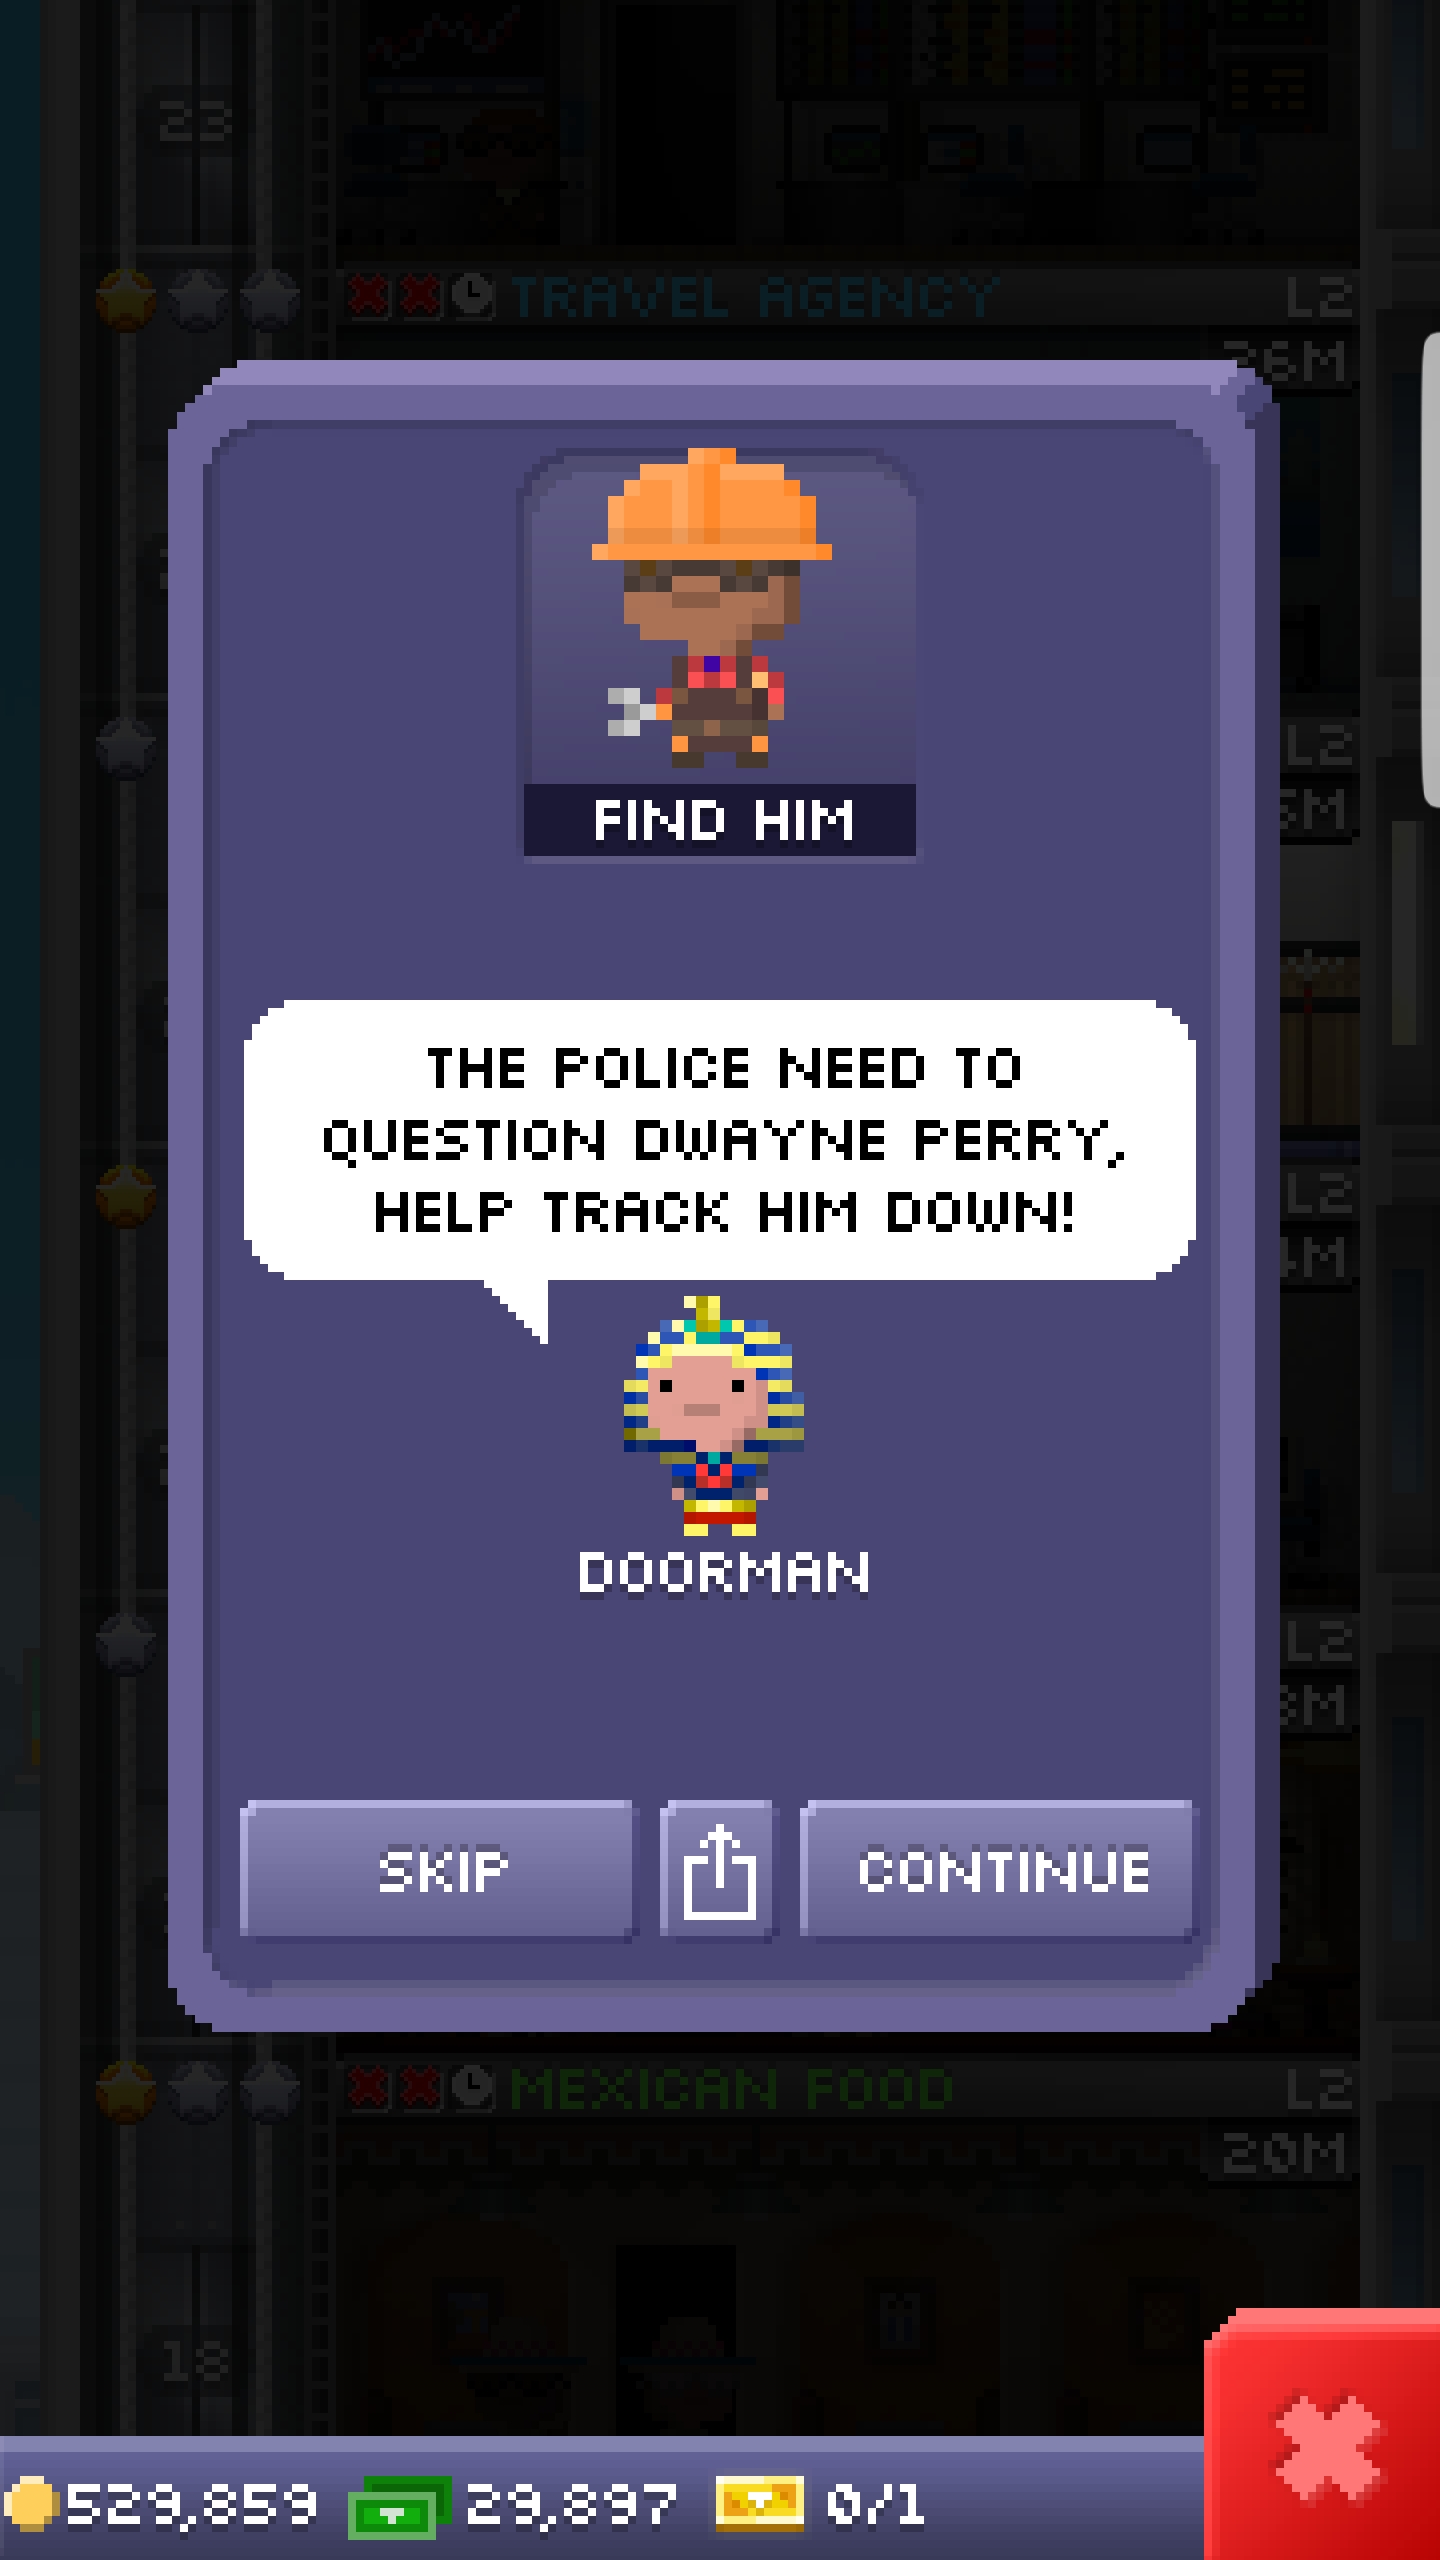 23
TRAVEL AGENCY L2
26M
FIND HIM
L2
5M
THE POLICE NEED TO
QUESTION DWAYNE PERRY,
HELP TRACK HIM DOWN!
L2
4M
DOORMAN
L2
3M
SKIP
CONTINUE
MEXICAN FOOD L2
20M
18
529,859 29,897 0/1